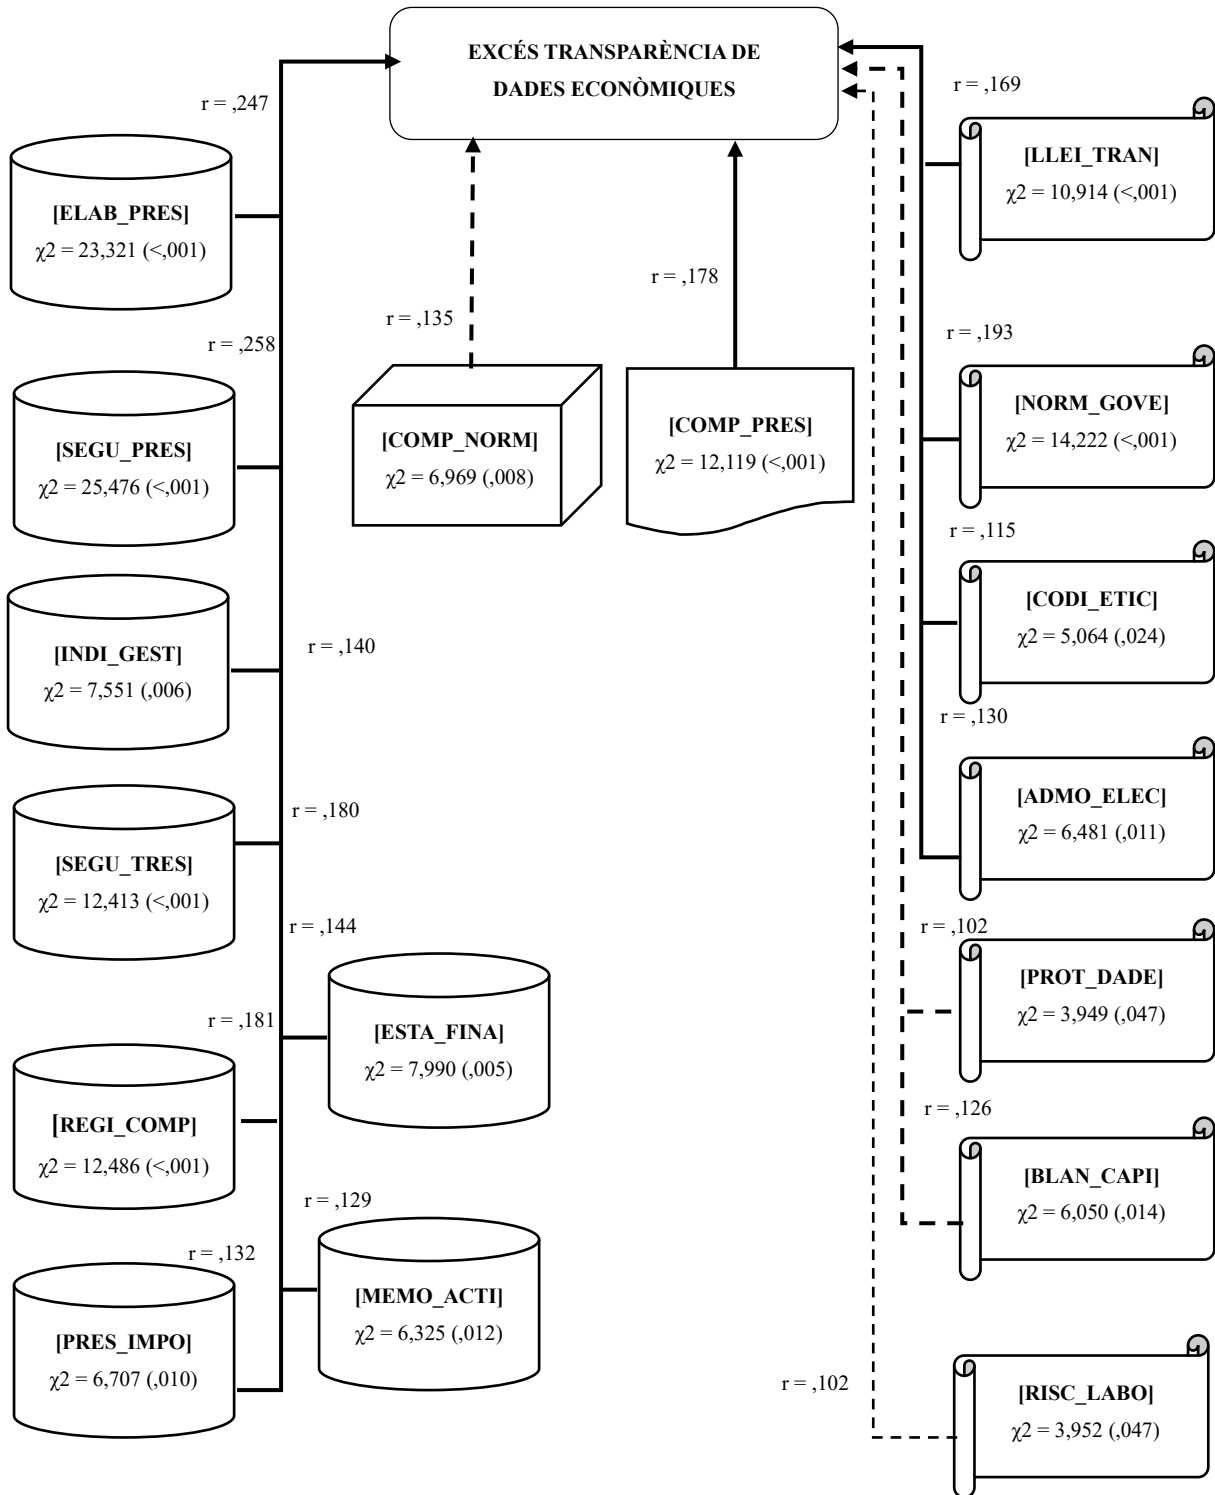 EXCÉS TRANSPARÈNCIA DE
DADES ECONÒMIQUES
r = ,247
[ELAB_PRES]
χ2 = 23,321 (<,001)
r = ,258
[SEGU_PRES]
χ2 = 25,476 (<,001)
r = ,140
[INDI_GEST]
χ2 = 7,551 (,006)
r = ,180
[SEGU_TRES]
χ2 = 12,413 (<,001)
r = ,144
[ESTA_FINA]
χ2 = 7,990 (,005)
r = ,181
[REGI_COMP]
χ2 = 12,486 (<,001)
r = ,129
[MEMO_ACTI]
χ2 = 6,325 (,012)
r = ,132
[PRES_IMPO]
χ2 = 6,707 (,010)
r = ,135
[COMP_NORM]
χ2 = 6,969 (,008)
r = ,178
[COMP_PRES]
χ2 = 12,119 (<,001)
r = ,169
[LLEI_TRAN]
χ2 = 10,914 (<,001)
r = ,193
[NORM_GOVE]
χ2 = 14,222 (<,001)
r = ,115
[CODI_ETIC]
χ2 = 5,064 (,024)
r = ,130
[ADMO_ELEC]
χ2 = 6,481 (,011)
r = ,102
[PROT_DADE]
χ2 = 3,949 (,047)
r = ,126
[BLAN_CAPI]
χ2 = 6,050 (,014)
r = ,102
[RISC_LABO]
χ2 = 3,952 (,047)